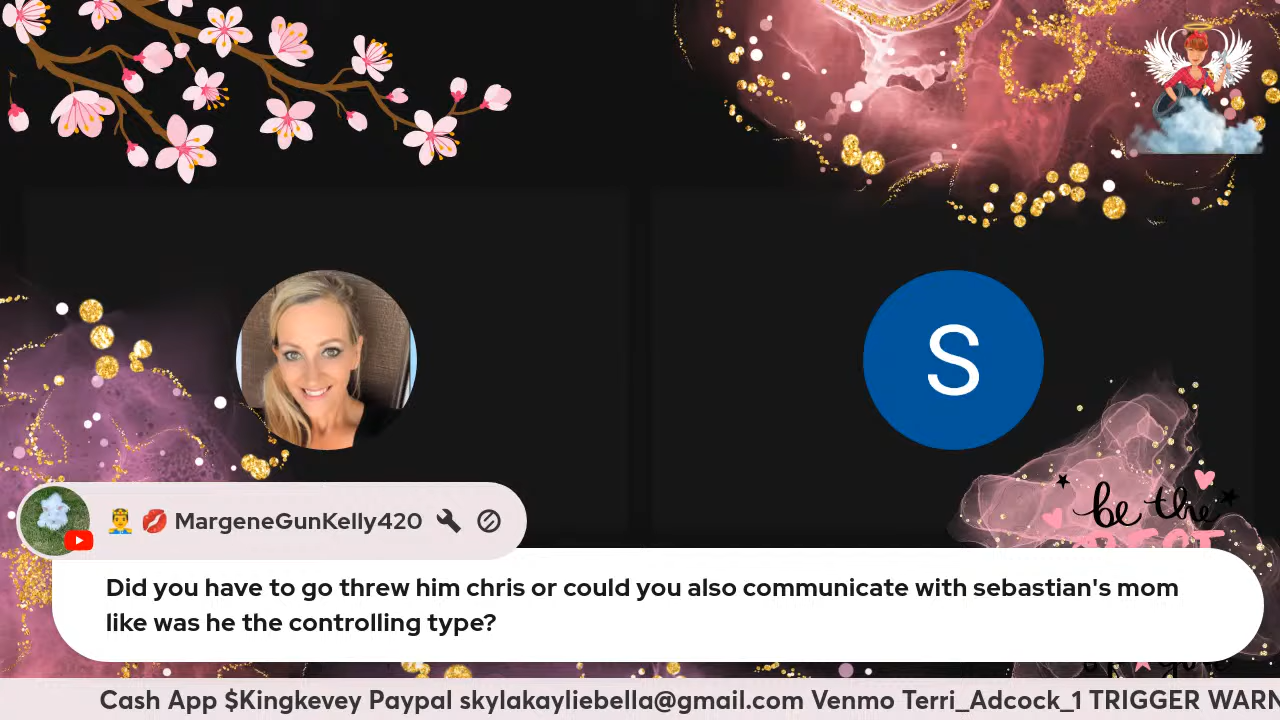 S
be the
MargeneGunKelly420
Did you have to go threw him chris or could you also communicate with sebastian's mom
like was he the controlling type?
Cash App $Kingkevey Paypal skylakayliebella@gmail.com Venmo Terri_Adcock_1 TRIGGER WARN